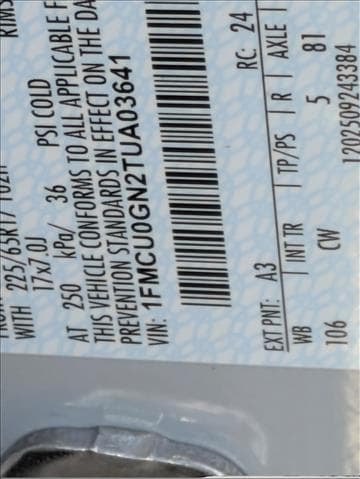 WITH 225/65R17 102H RIMS
17x7.0J
AT 250 kPa/ 36 PSI COLD
THIS VEHICLE CONFORMS TO ALL APPLICABLE F
PREVENTION STANDARDS IN EFFECT ON THE DA
VIN: 1FMCU0GN2TUA03641
EXT PNT: A3 RC: 24
WB INT TR TP/PS R AXLE
106 CW 5 81
1202509243384